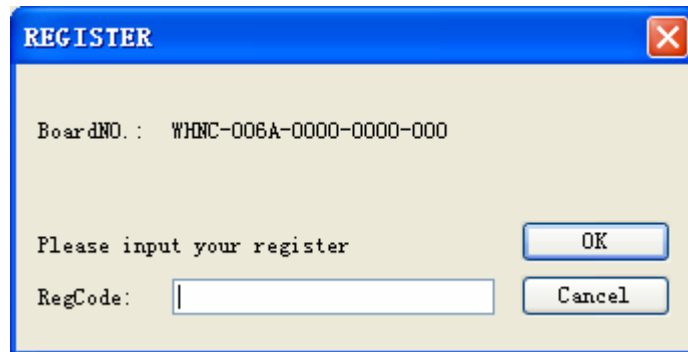 REGISTER
BoardNO.: WHNC-006A-0000-0000-000
Please input your register
OK
RegCode:
Cancel